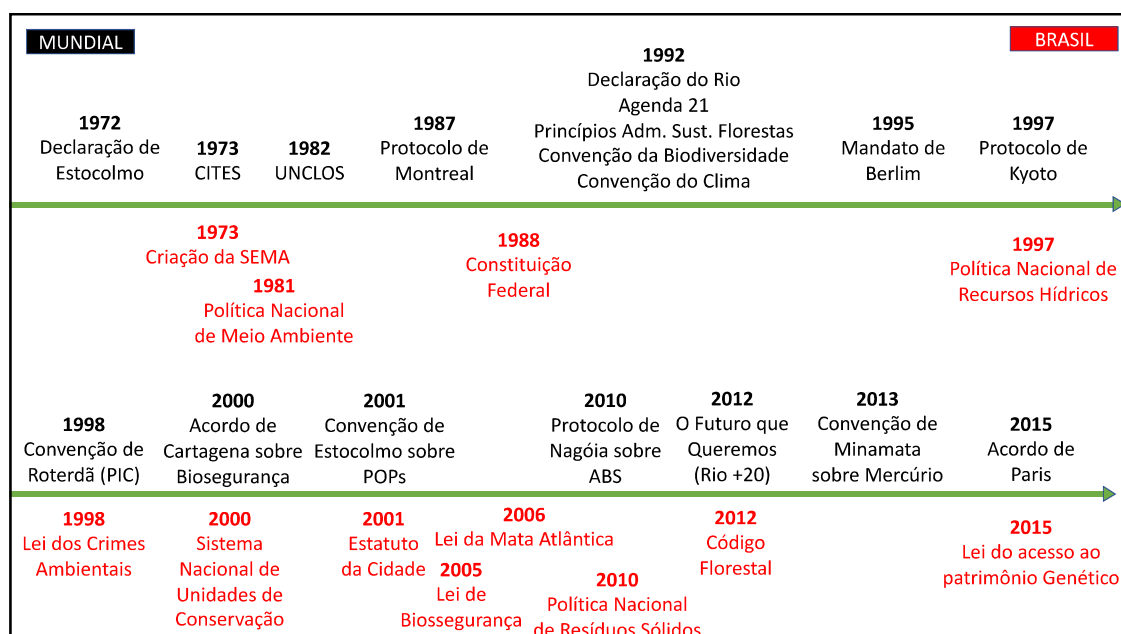 MUNDIAL
BRASIL
1972
Declaração de
Estocolmo
1973
CITES
1982
UNCLOS
1987
Protocolo de
Montreal
1992
Declaração do Rio
Agenda 21
Princípios Adm. Sust. Florestas
Convenção da Biodiversidade
Convenção do Clima
1995
Mandato de
Berlim
1997
Protocolo de
Kyoto
1973
Criação da SEMA
1981
Política Nacional
de Meio Ambiente
1988
Constituição
Federal
1997
Política Nacional de
Recursos Hídricos
1998
Convenção de
Roterdã (PIC)
2000
Acordo de
Cartagena sobre
Biosegurança
2001
Convenção de
Estocolmo sobre
POPs
2010
Protocolo de
Nagóia sobre
ABS
2012
O Futuro que
Queremos
(Rio +20)
2013
Convenção de
Minamata
sobre Mercúrio
2015
Acordo de
Paris
1998
Lei dos Crimes
Ambientais
2000
Sistema
Nacional de
Unidades de
Conservação
2001
Estatuto
da Cidade
2005
Lei de
Biossegurança
2006
Lei da Mata Atlântica
2010
Política Nacional
de Resíduos Sólidos
2012
Código
Florestal
2015
Lei do acesso ao
patrimônio Genético